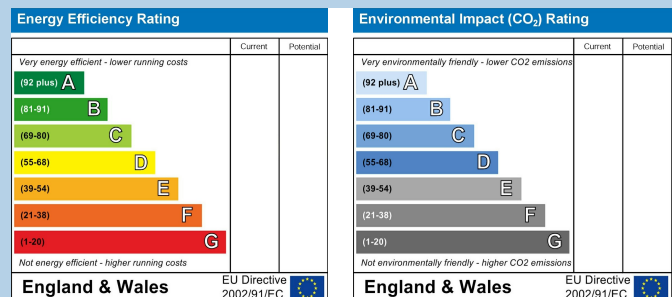 Energy Efficiency Rating
Current Potential
Very energy efficient - lower running costs
(92 plus) A
(81-91) B
(69-80) C
(55-68) D
(39-54) E
(21-38) F
(1-20) G
Not energy efficient - higher running costs
England & Wales
EU Directive
2002/91/EC
Environmental Impact (CO₂) Rating
Current Potential
Very environmentally friendly - lower CO2 emissions
(92 plus) A
(81-91) B
(69-80) C
(55-68) D
(39-54) E
(21-38) F
(1-20) G
Not environmentally friendly - higher CO2 emissions
England & Wales
EU Directive
2002/91/EC